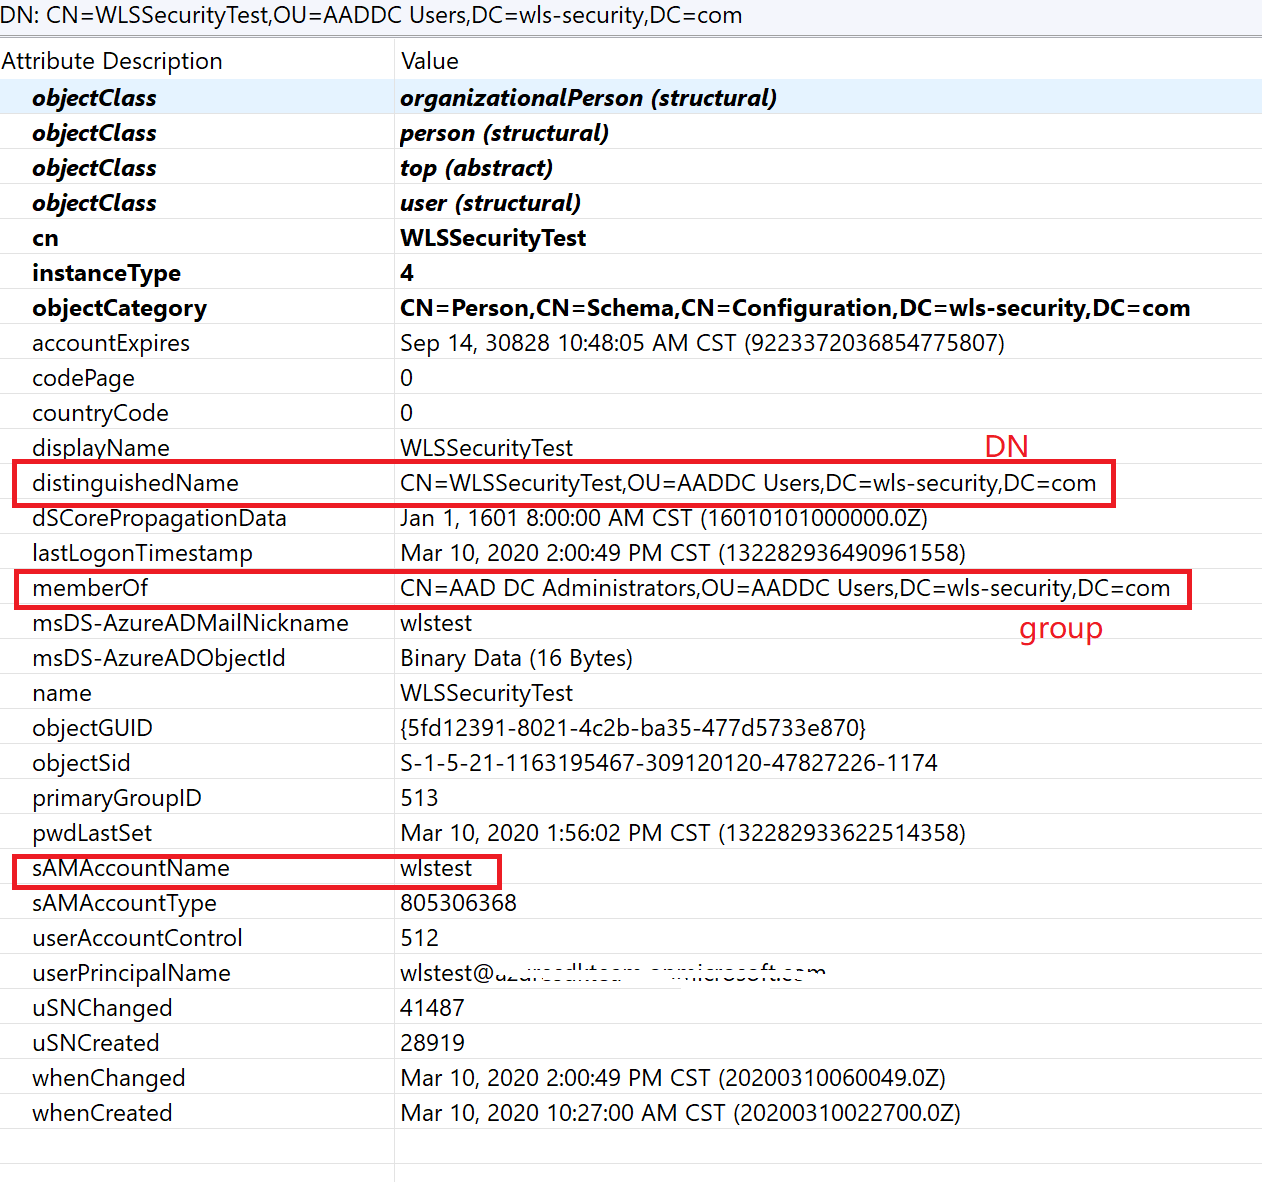 DN: CN=WLSSecurityTest,OU=AADDC Users,DC=wls-security,DC=com
Attribute Description Value
objectClass organizationalPerson (structural)
objectClass person (structural)
objectClass top (abstract)
objectClass user (structural)
cn WLSSecurityTest
instanceType 4
objectCategory CN=Person,CN=Schema,CN=Configuration,DC=wls-security,DC=com
accountExpires Sep 14, 30828 10:48:05 AM CST (9223372036854775807)
codePage 0
countryCode 0
displayName WLSSecurityTest
DN
distinguishedName CN=WLSSecurityTest,OU=AADDC Users,DC=wls-security,DC=com
dSCorePropagationData Jan 1, 1601 8:00:00 AM CST (16010101000000.0Z)
lastLogonTimestamp Mar 10, 2020 2:00:49 PM CST (132282936490961558)
memberOf CN=AAD DC Administrators,OU=AADDC Users,DC=wls-security,DC=com
msDS-AzureADMailNickname wlstest
group
msDS-AzureADObjectId Binary Data (16 Bytes)
name WLSSecurityTest
objectGUID {5fd12391-8021-4c2b-ba35-477d5733e870}
objectSid S-1-5-21-1163195467-309120120-47827226-1174
primaryGroupID 513
pwdLastSet Mar 10, 2020 1:56:02 PM CST (132282933622514358)
sAMAccountName wlstest
sAMAccountType 805306368
userAccountControl 512
userPrincipalName wlstest@
uSNChanged 41487
uSNCreated 28919
whenChanged Mar 10, 2020 2:00:49 PM CST (20200310060049.0Z)
whenCreated Mar 10, 2020 10:27:00 AM CST (20200310022700.0Z)